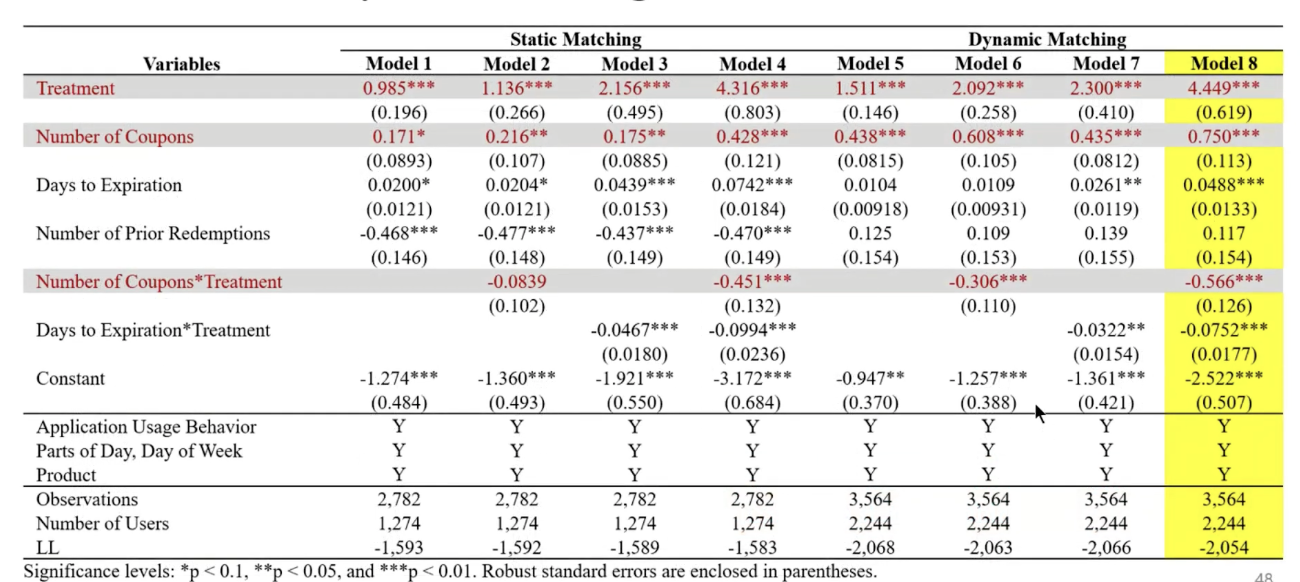 Static Matching Dynamic Matching
Variables Model 1 Model 2 Model 3 Model 4 Model 5 Model 6 Model 7 Model 8
Treatment 0.985*** 1.136*** 2.156*** 4.316*** 1.511*** 2.092*** 2.300*** 4.449***
(0.196) (0.266) (0.495) (0.803) (0.146) (0.258) (0.410) (0.619)
Number of Coupons 0.171* 0.216** 0.175** 0.428*** 0.438*** 0.608*** 0.435*** 0.750***
(0.0893) (0.107) (0.0885) (0.121) (0.0815) (0.105) (0.0812) (0.113)
Days to Expiration 0.0200* 0.0204* 0.0439*** 0.0742*** 0.0104 0.0109 0.0261** 0.0488***
(0.0121) (0.0121) (0.0153) (0.0184) (0.00918) (0.00931) (0.0119) (0.0133)
Number of Prior Redemptions -0.468*** -0.477*** -0.437*** -0.470*** 0.125 0.109 0.139 0.117
(0.146) (0.148) (0.149) (0.149) (0.154) (0.153) (0.155) (0.154)
Number of Coupons*Treatment -0.0839 -0.451*** -0.306*** -0.566***
(0.102) (0.132) (0.110) (0.126)
Days to Expiration*Treatment -0.0467*** -0.0994*** -0.0322** -0.0752***
(0.0180) (0.0236) (0.0154) (0.0177)
Constant -1.274*** -1.360*** -1.921*** -3.172*** -0.947** -1.257*** -1.361*** -2.522***
(0.484) (0.493) (0.550) (0.684) (0.370) (0.388) (0.421) (0.507)
Application Usage Behavior Y Y Y Y Y Y Y Y
Parts of Day, Day of Week Y Y Y Y Y Y Y Y
Product Y Y Y Y Y Y Y Y
Observations 2,782 2,782 2,782 2,782 3,564 3,564 3,564 3,564
Number of Users 1,274 1,274 1,274 1,274 2,244 2,244 2,244 2,244
LL -1,593 -1,592 -1,589 -1,583 -2,068 -2,063 -2,066 -2,054
Significance levels: *p < 0.1, **p < 0.05, and ***p < 0.01. Robust standard errors are enclosed in parentheses.
48